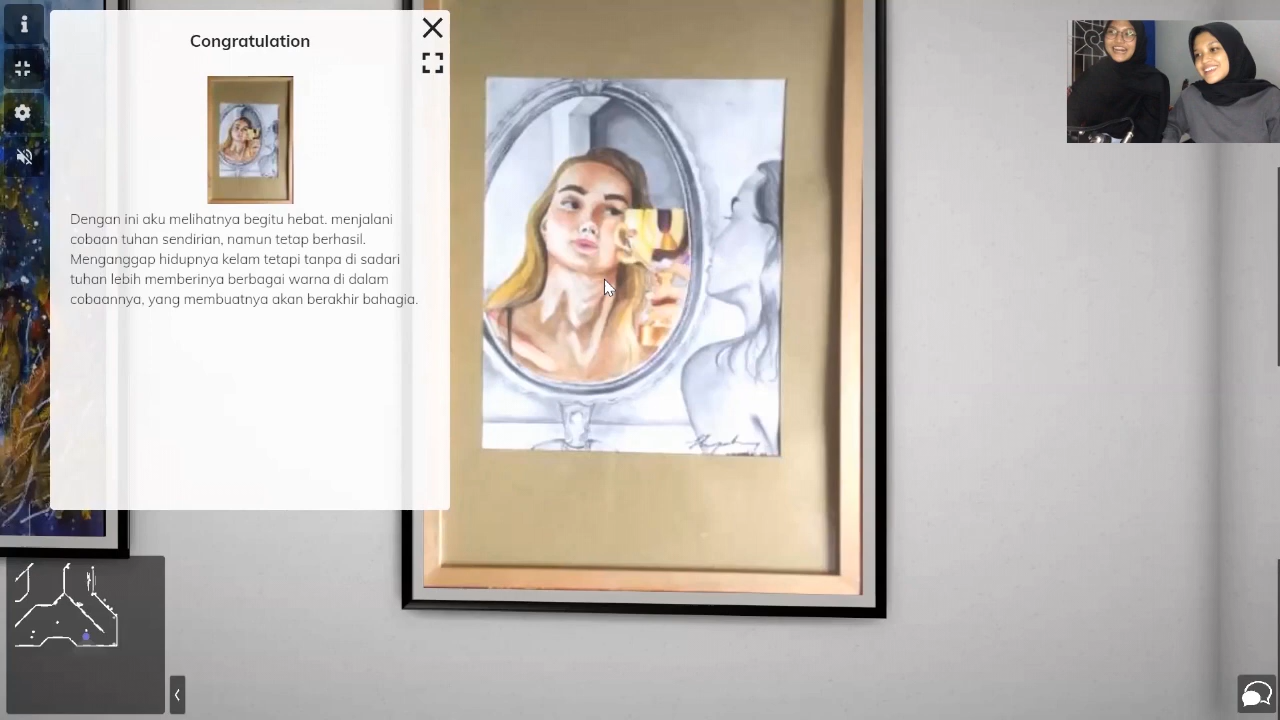 Congratulation
Dengan ini aku melihatnya begitu hebat. menjalani
cobaan tuhan sendirian, namun tetap berhasil.
Menganggap hidupnya kelam tetapi tanpa di sadari
tuhan lebih memberinya berbagai warna di dalam
cobaannya, yang membuatnya akan berakhir bahagia.